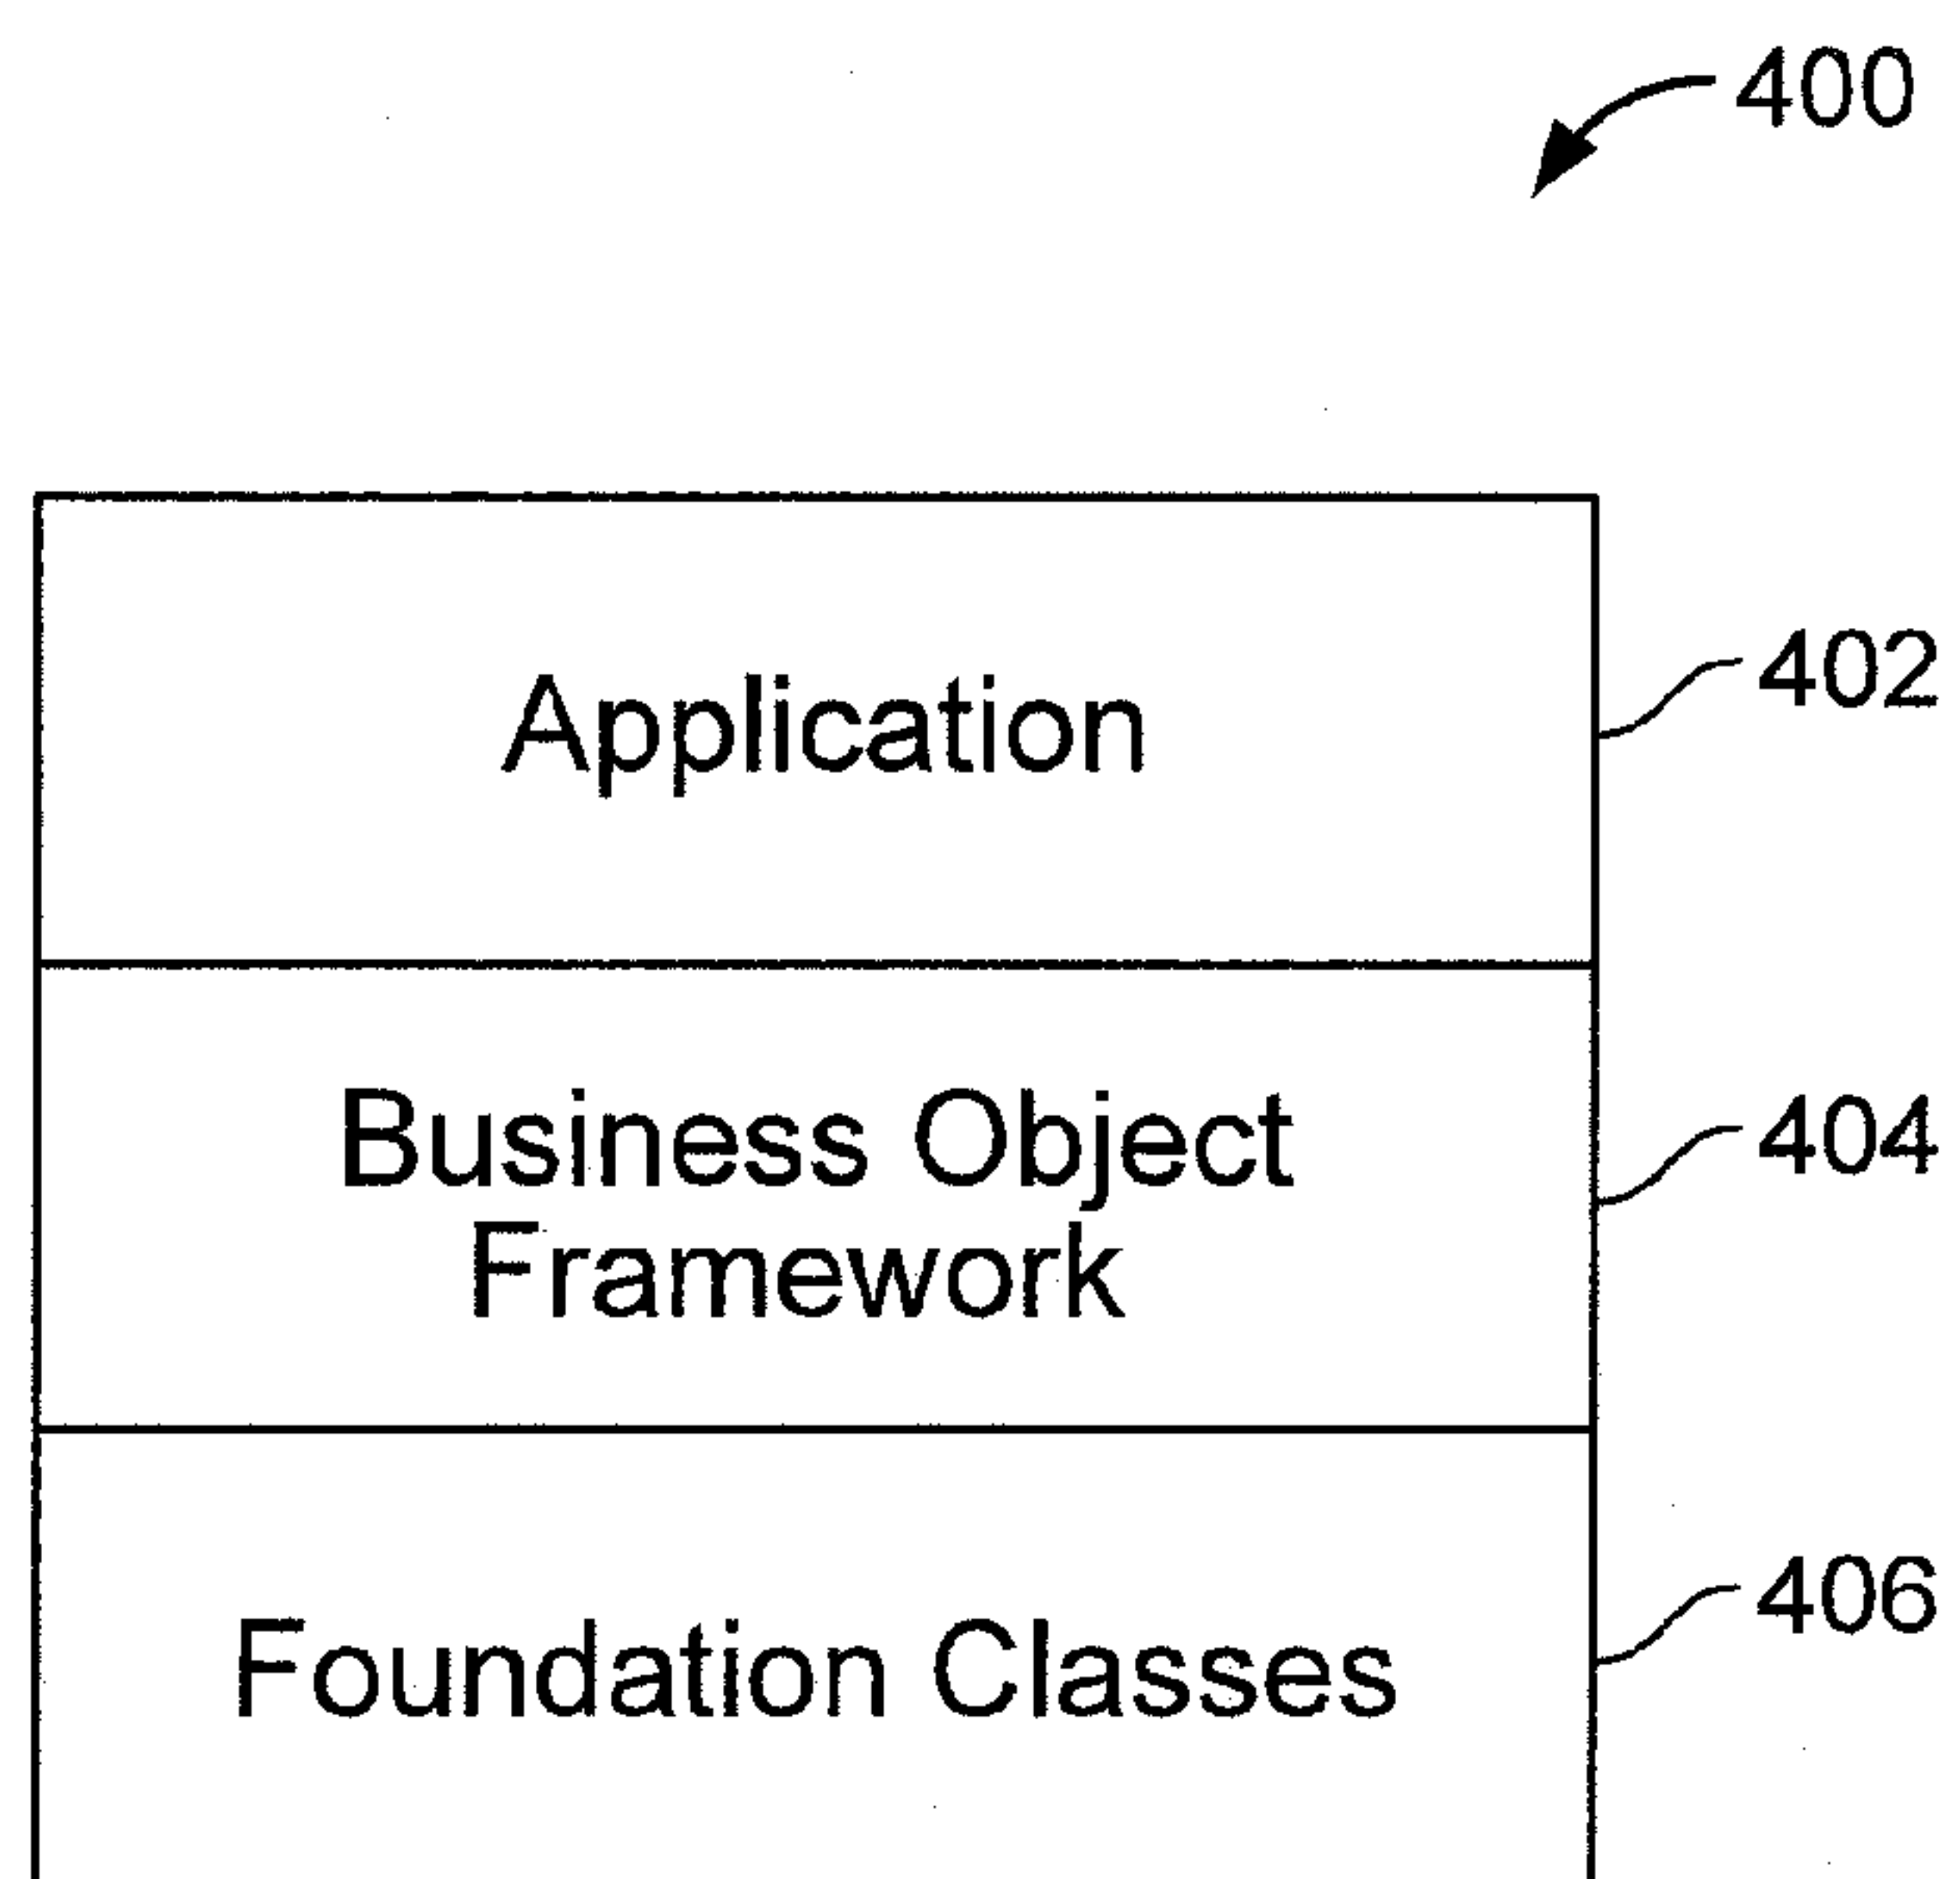 400
Application
402
Business Object
Framework
404
Foundation Classes
406